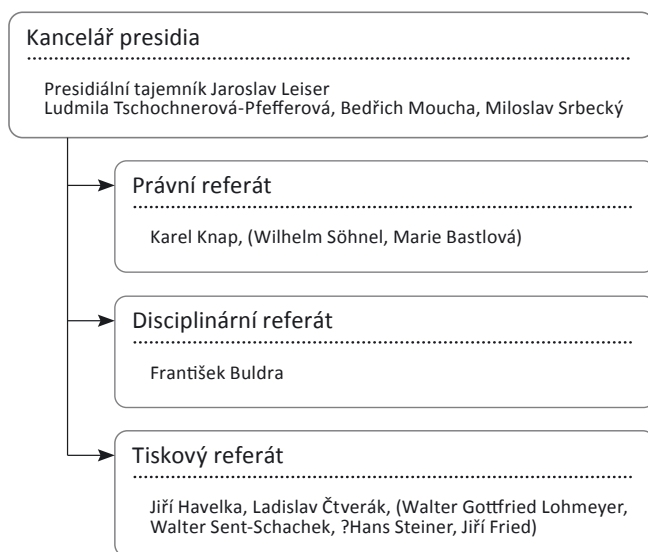 Kancelář presidia
Presidiální tajemník Jaroslav Leiser
Ludmila Tschochnerová-Pfefferová, Bedřich Moucha, Miloslav Srbecký
Právní referát
Karel Knap, (Wilhelm Söhnel, Marie Bastlová)
Disciplinární referát
František Buldra
Tiskový referát
Jiří Havelka, Ladislav Čtverák, (Walter Gottfried Lohmeyer,
Walter Sent-Schachek, ?Hans Steiner, Jiří Fried)